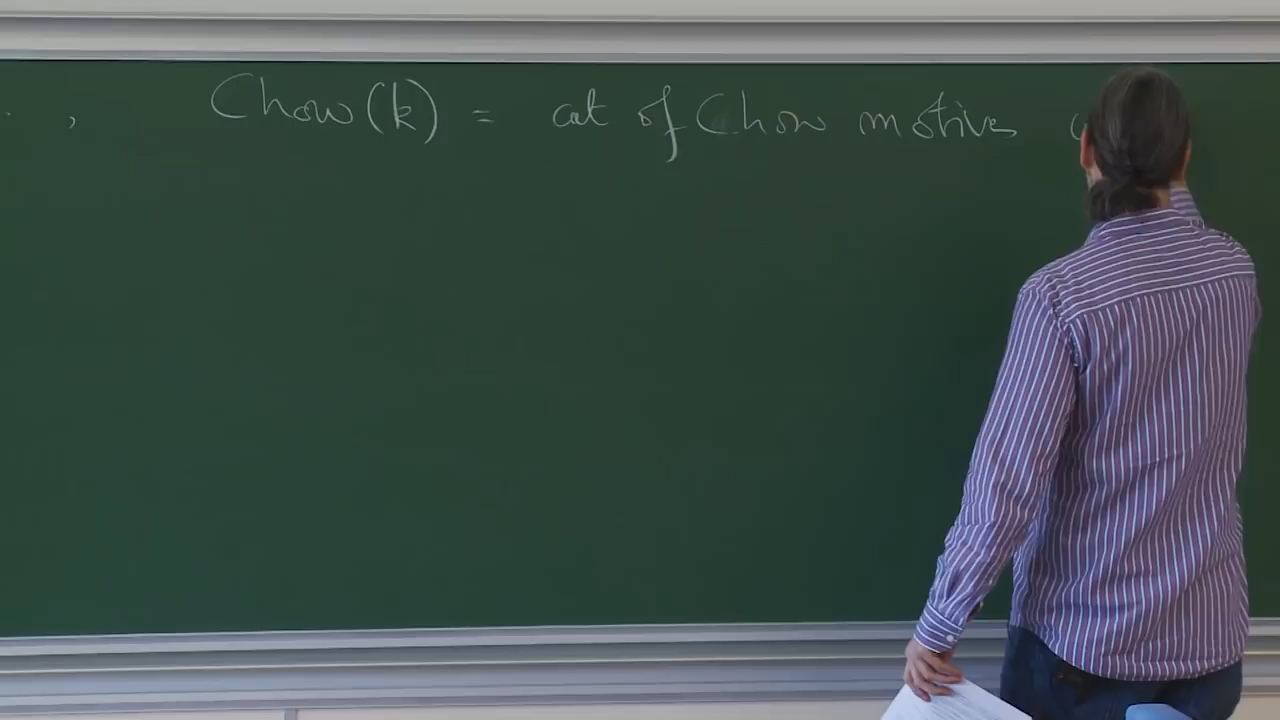 , Chow(k) = cat of Chow motives